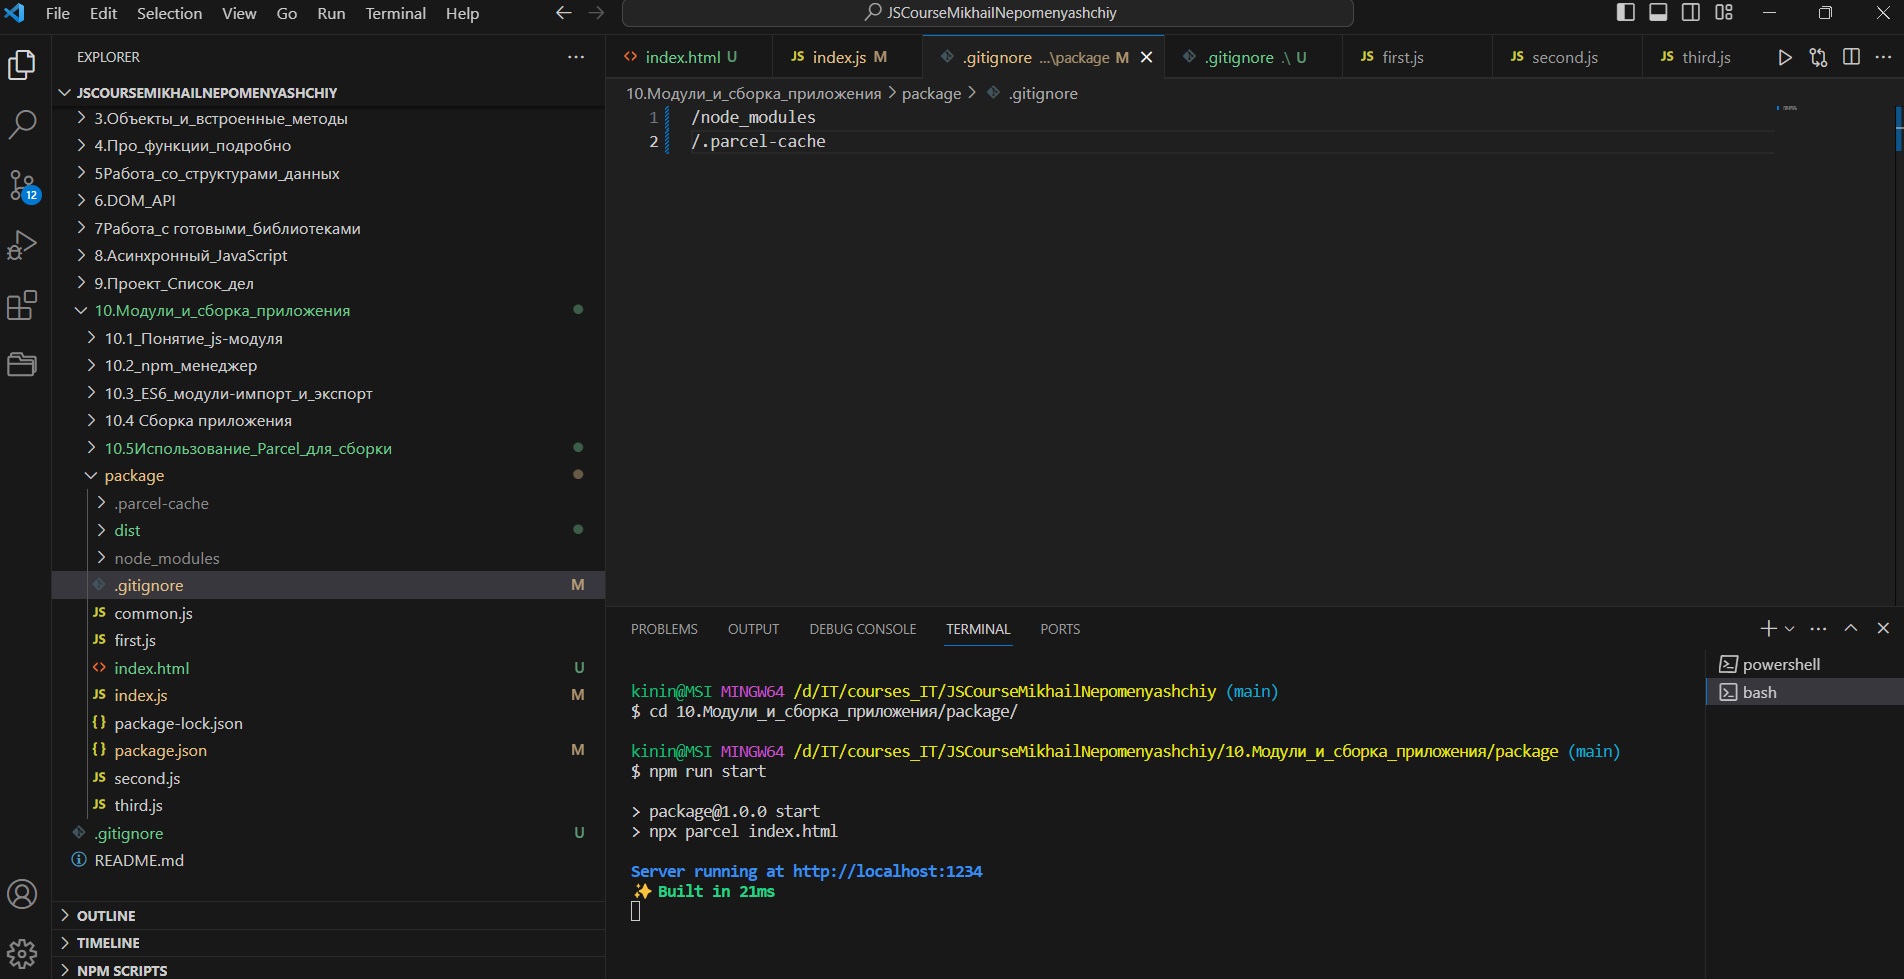 File Edit Selection View Go Run Terminal Help
JSCourseMikhailNepomenyashchiy
EXPLORER
index.html U
index.js M
.gitignore ...\package M
.gitignore .\ U
first.js
second.js
third.js
JSCOURSEMIKHAILNEPOMENYASHCHIY
3.Объекты_и_встроенные_методы
4.Про_функции_подробно
5Работа_со_структурами_данных
6.DOM_API
7Работа_с готовыми_библиотеками
8.Асинхронный_JavaScript
9.Проект_Список_дел
10.Модули_и_сборка_приложения
10.1_Понятие_js-модуля
10.2_npm_менеджер
10.3_ES6_модули-импорт_и_экспорт
10.4 Сборка приложения
10.5Использование_Parcel_для_сборки
package
.parcel-cache
dist
node_modules
.gitignore M
JS common.js
JS first.js
index.html U
JS index.js M
{} package-lock.json
{} package.json M
JS second.js
JS third.js
.gitignore U
README.md
OUTLINE
TIMELINE
NPM SCRIPTS
12
10.Модули_и_сборка_приложения > package > .gitignore
1 /node_modules
2 /.parcel-cache
PROBLEMS OUTPUT DEBUG CONSOLE TERMINAL PORTS
powershell
bash
kinin@MSI MINGW64 /d/IT/courses_IT/JSCourseMikhailNepomenyashchiy (main)
$ cd 10.Модули_и_сборка_приложения/package/
kinin@MSI MINGW64 /d/IT/courses_IT/JSCourseMikhailNepomenyashchiy/10.Модули_и_сборка_приложения/package (main)
$ npm run start
> package@1.0.0 start
> npx parcel index.html
Server running at http://localhost:1234
✨ Built in 21ms